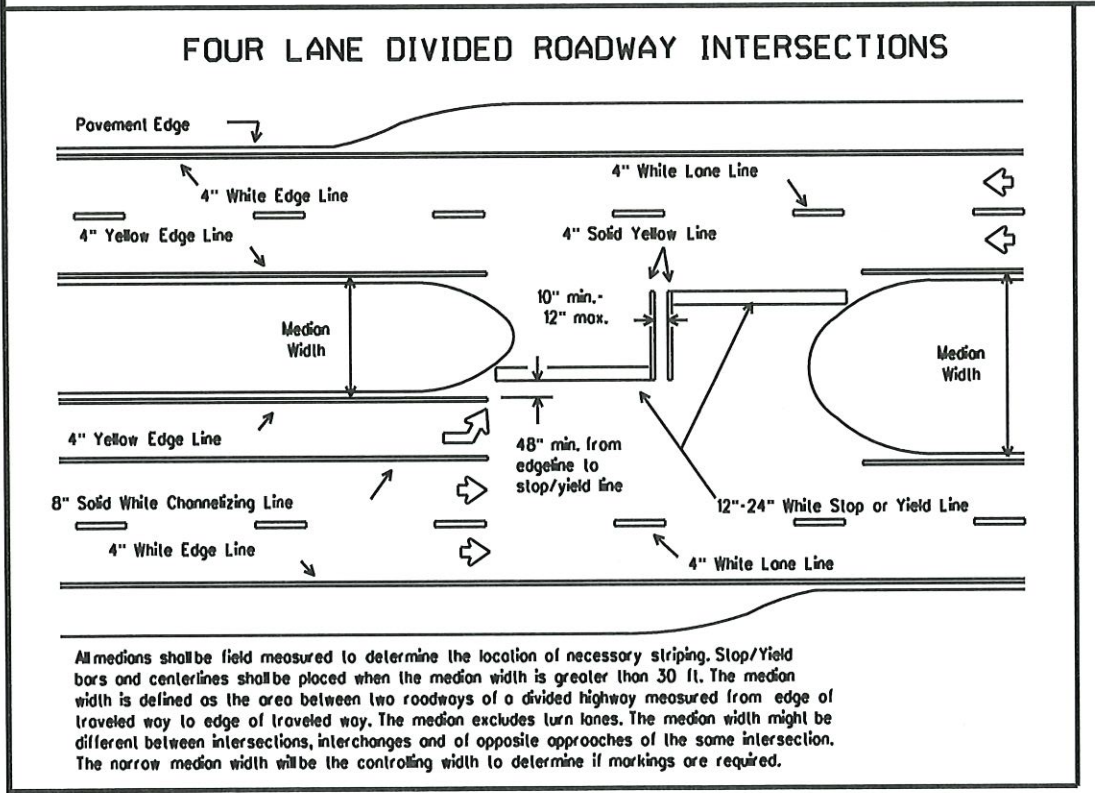 FOUR LANE DIVIDED ROADWAY INTERSECTIONS
Pavement Edge
4" White Edge Line
4" White Lane Line
4" Yellow Edge Line
4" Solid Yellow Line
10" min.-
12" max.
Median
Width
Median
Width
4" Yellow Edge Line
48" min. from
edgeline to
stop/yield line
8" Solid White Channelizing Line
12"-24" White Stop or Yield Line
4" White Edge Line
4" White Lane Line
All medians shall be field measured to determine the location of necessary striping. Stop/Yield
bars and centerlines shall be placed when the median width is greater than 30 ft. The median
width is defined as the area between two roadways of a divided highway measured from edge of
traveled way to edge of traveled way. The median excludes turn lanes. The median width might be
different between intersections, interchanges and of opposite approaches of the same intersection.
The narrow median width will be the controlling width to determine if markings are required.